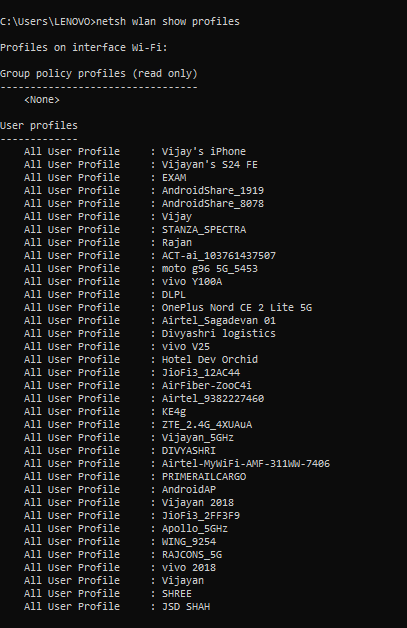 C:\Users\LENOVO>netsh wlan show profiles
Profiles on interface Wi-Fi:
Group policy profiles (read only)
---------------------------------
    <None>
User profiles
-------------
    All User Profile     : Vijay's iPhone
    All User Profile     : Vijayan's S24 FE
    All User Profile     : EXAM
    All User Profile     : AndroidShare_1919
    All User Profile     : AndroidShare_8078
    All User Profile     : Vijay
    All User Profile     : STANZA_SPECTRA
    All User Profile     : Rajan
    All User Profile     : ACT-ai_103761437507
    All User Profile     : moto g96 5G_5453
    All User Profile     : vivo Y100A
    All User Profile     : DLPL
    All User Profile     : OnePlus Nord CE 2 Lite 5G
    All User Profile     : Airtel_Sagadevan 01
    All User Profile     : Divyashri logistics
    All User Profile     : vivo V25
    All User Profile     : Hotel Dev Orchid
    All User Profile     : JioFi3_12AC44
    All User Profile     : AirFiber-ZooC4i
    All User Profile     : Airtel_9382227460
    All User Profile     : KE4g
    All User Profile     : ZTE_2.4G_4XUAuA
    All User Profile     : Vijayan_5GHz
    All User Profile     : DIVYASHRI
    All User Profile     : Airtel-MyWiFi-AMF-311WW-7406
    All User Profile     : PRIMERAILCARGO
    All User Profile     : AndroidAP
    All User Profile     : Vijayan 2018
    All User Profile     : JioFi3_2FF3F9
    All User Profile     : Apollo_5GHz
    All User Profile     : WING_9254
    All User Profile     : RAJCONS_5G
    All User Profile     : vivo 2018
    All User Profile     : Vijayan
    All User Profile     : SHREE
    All User Profile     : JSD SHAH